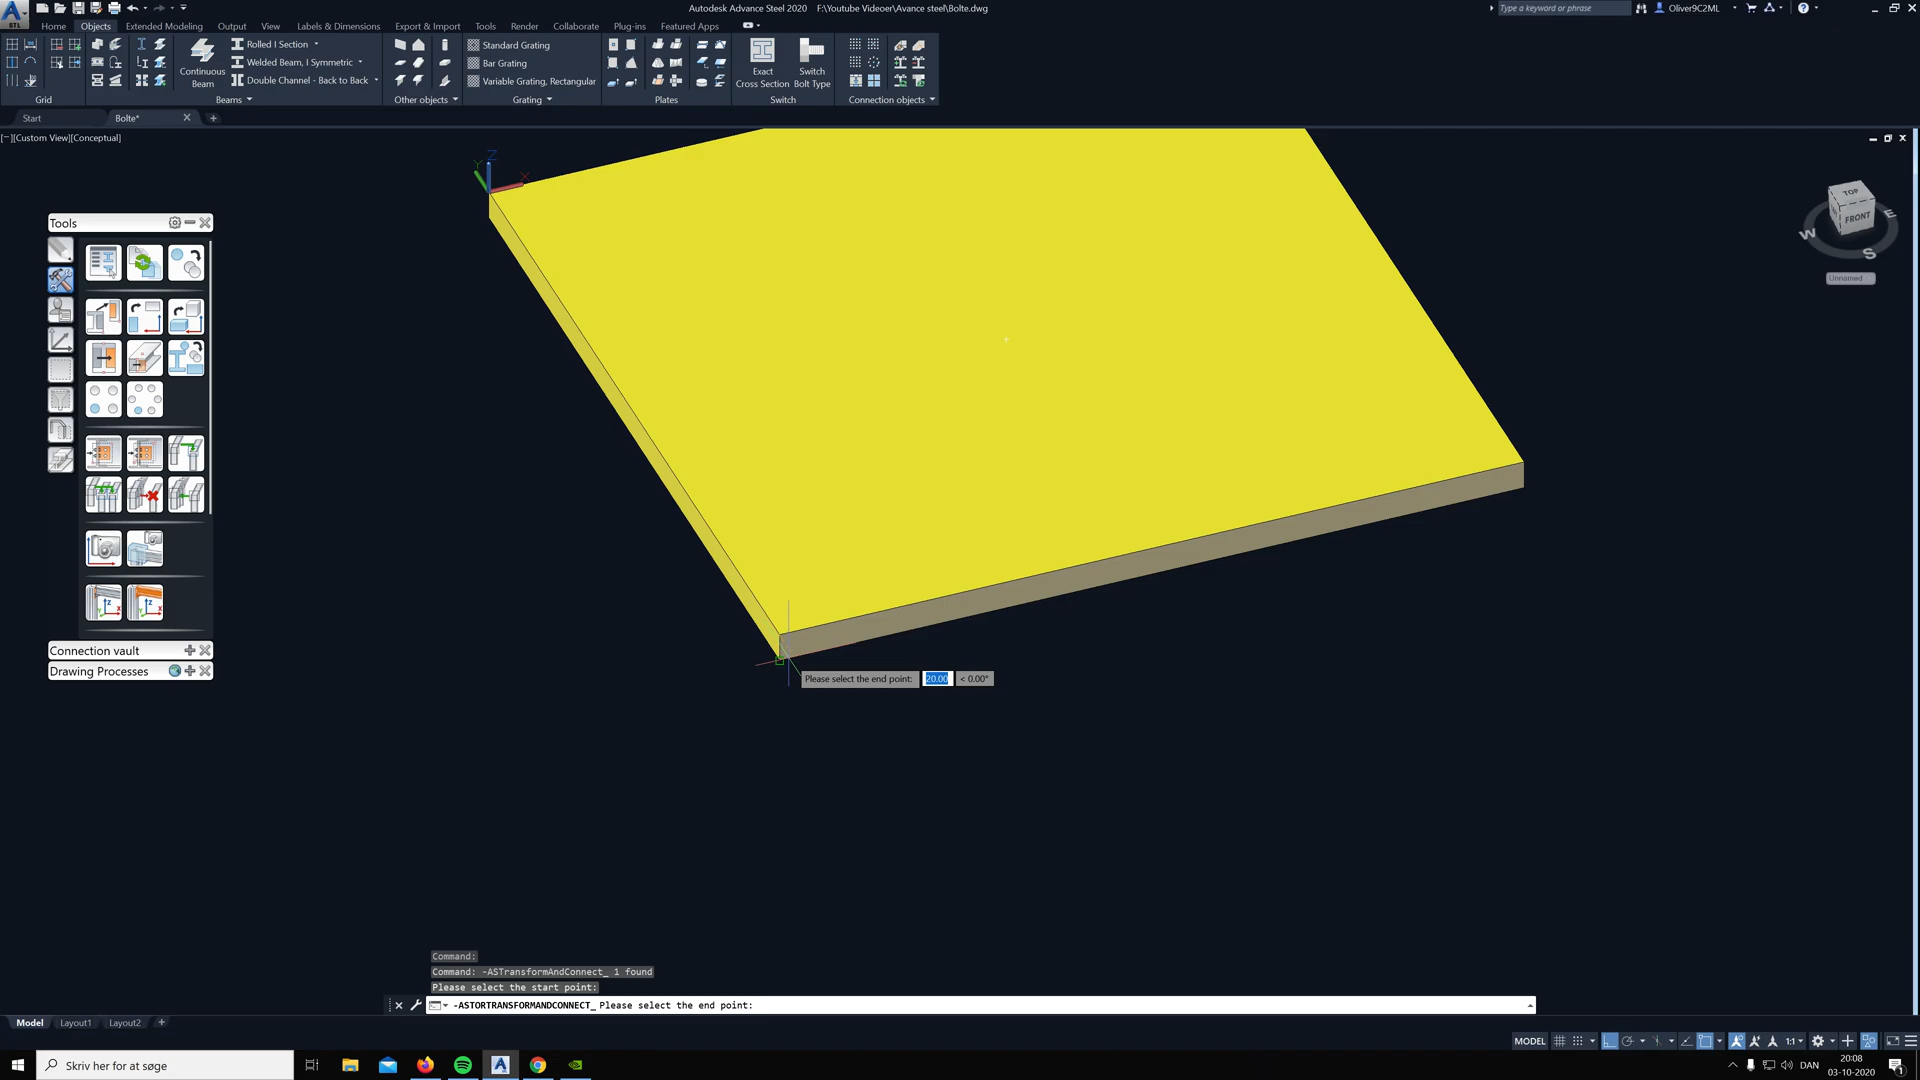 Autodesk Advance Steel 2020 F:\Youtube Videoer\Avance steel\Bolte.dwg
Type a keyword or phrase
Oliver9C2ML
STL
Home Objects Extended Modeling Output View Labels & Dimensions Export & Import Tools Render Collaborate Plug-ins Featured Apps
Rolled I Section
Welded Beam, I Symmetric
Double Channel - Back to Back
Continuous
Beam
Standard Grating
Bar Grating
Variable Grating, Rectangular
Exact
Cross Section
Switch
Bolt Type
Grid Beams Other objects Grating Plates Switch Connection objects
Start Bolte*
[−][Custom View][Conceptual]
Z
Y
X
TOP
FRONT
W
E
S
Unnamed
Tools
Connection vault
Drawing Processes
Please select the end point: 20.00 < 0.00°
Command:
Command: -ASTransformAndConnect_ 1 found
Please select the start point:
-ASTORTRANSFORMANDCONNECT_ Please select the end point:
Model Layout1 Layout2
MODEL
1:1
Skriv her for at søge
DAN
20:08
03-10-2020